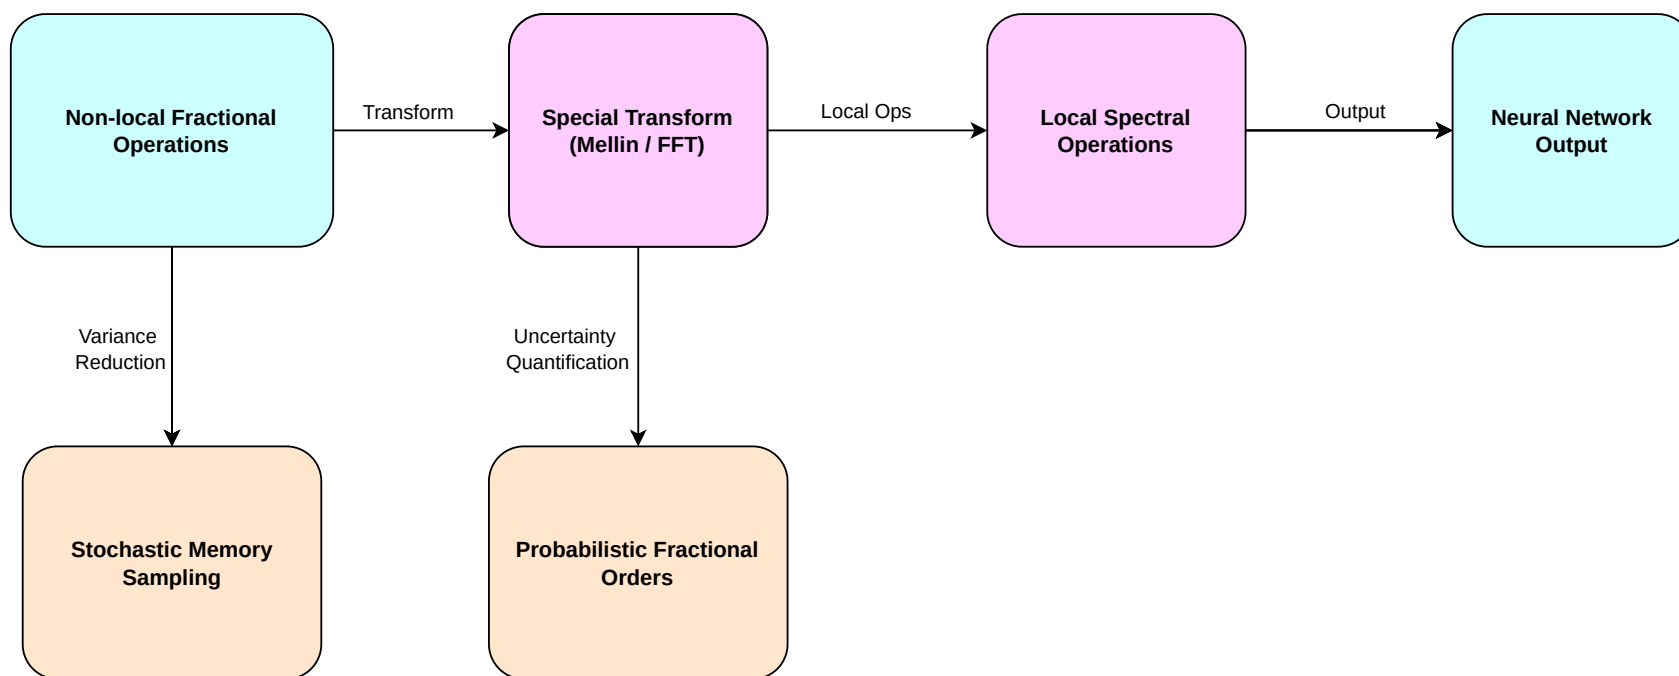 Non-local Fractional
Operations
Transform
Special Transform
(Mellin / FFT)
Local Ops
Local Spectral
Operations
Output
Neural Network
Output
Variance
Reduction
Uncertainty
Quantification
Stochastic Memory
Sampling
Probabilistic Fractional
Orders